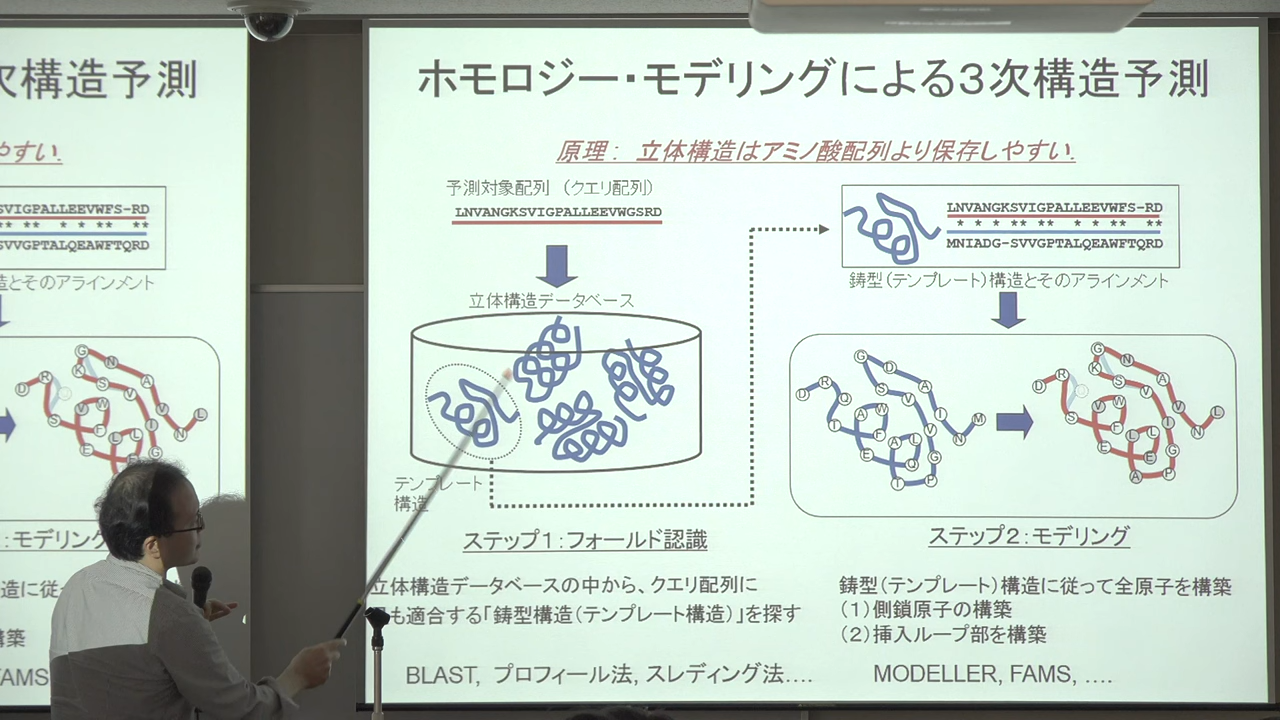 次構造予測
やすい.
SVIGPALLEEVWFS-RD
SVVGPTALQEAWFTQRD
造とそのアラインメント
：モデリング
造に従っ
構築
FAMS
ホモロジー・モデリングによる３次構造予測
原理： 立体構造はアミノ酸配列より保存しやすい.
予測対象配列 （クエリ配列）
LNVANGKSVIGPALLEEVWGSRD
立体構造データベース
テンプレート
構造
ステップ１：フォールド認識
立体構造データベースの中から、クエリ配列に
も適合する「鋳型構造（テンプレート構造）」を探す
BLAST, プロフィール法, スレディング法….
LNVANGKSVIGPALLEEVWFS-RD
MNIADG-SVVGPTALQEAWFTQRD
鋳型（テンプレート）構造とそのアラインメント
ステップ２：モデリング
鋳型（テンプレート）構造に従って全原子を構築
（１）側鎖原子の構築
（２）挿入ループ部を構築
MODELLER, FAMS, ….